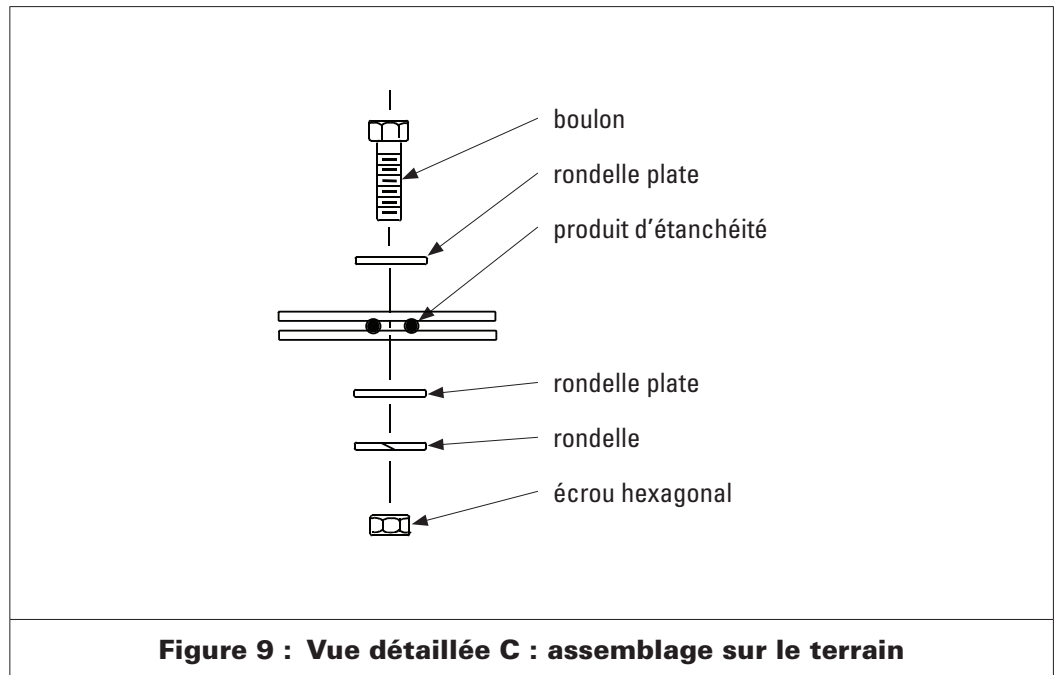 boulon
rondelle plate
produit d'étanchéité
rondelle plate
rondelle
écrou hexagonal
Figure 9 : Vue détaillée C : assemblage sur le terrain